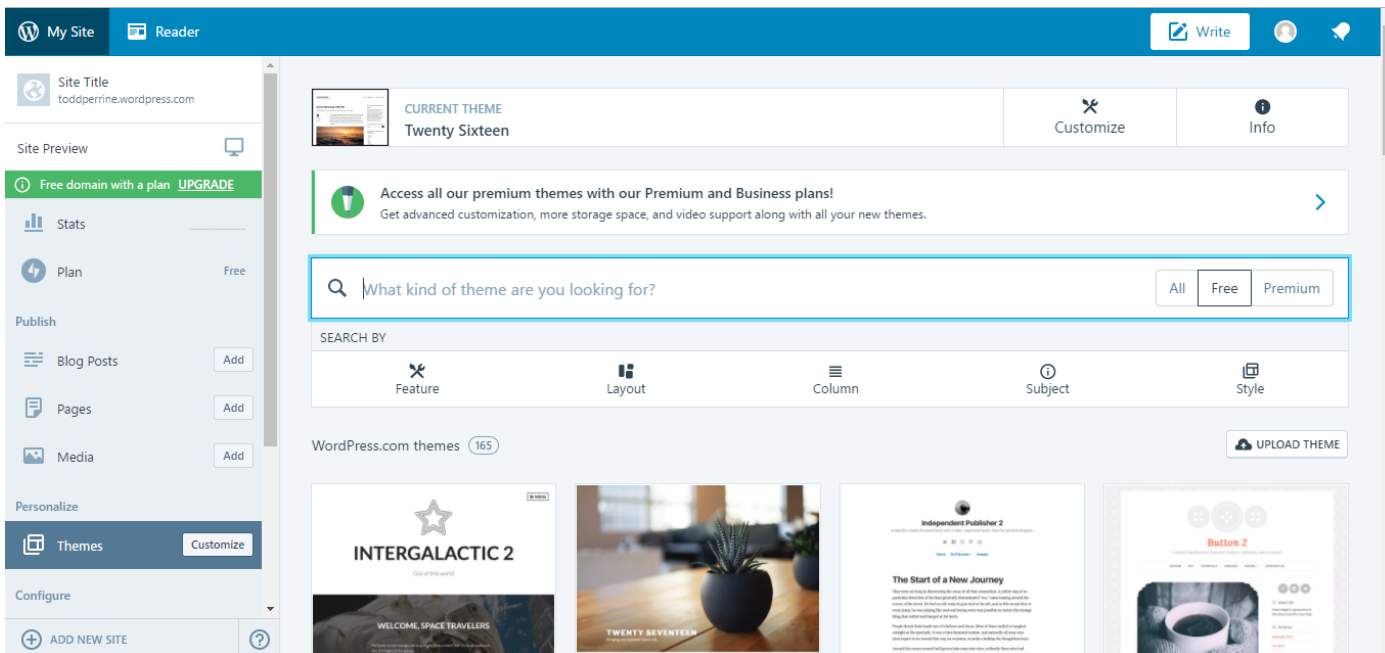 My Site
Reader
Write
Site Title
toddperrine.wordpress.com
Site Preview
Free domain with a plan UPGRADE
Stats
Plan
Free
Publish
Blog Posts
Add
Pages
Add
Media
Add
Personalize
Themes
Customize
Configure
ADD NEW SITE
CURRENT THEME
Twenty Sixteen
Customize
Info
Access all our premium themes with our Premium and Business plans!
Get advanced customization, more storage space, and video support along with all your new themes.
What kind of theme are you looking for?
All
Free
Premium
SEARCH BY
Feature
Layout
Column
Subject
Style
WordPress.com themes 165
UPLOAD THEME
MENU
INTERGALACTIC 2
Out of this world
WELCOME, SPACE TRAVELERS
TWENTY SEVENTEEN
Independent Publisher 2
The Start of a New Journey
Button 2